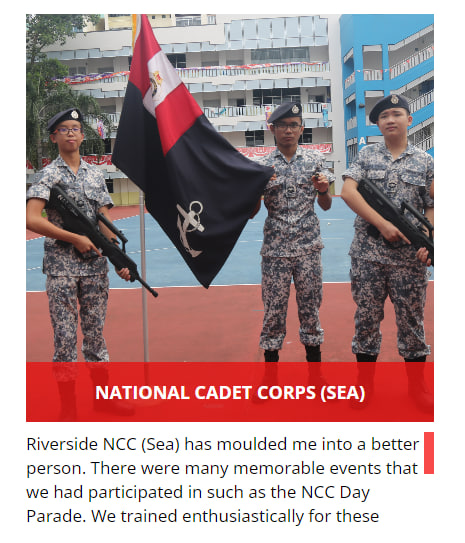 NATIONAL CADET CORPS (SEA)
Riverside NCC (Sea) has moulded me into a better
person. There were many memorable events that
we had participated in such as the NCC Day
Parade. We trained enthusiastically for these